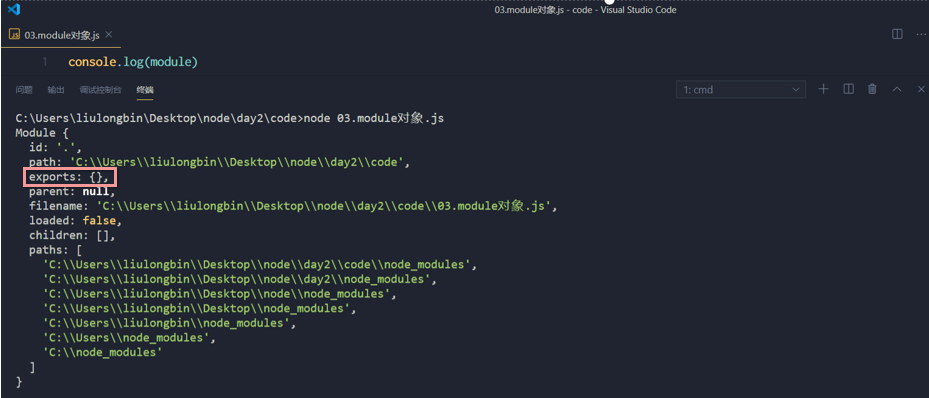 03.module对象.js - code - Visual Studio Code
JS 03.module对象.js ×
1 console.log(module)
问题 输出 调试控制台 终端
1: cmd
C:\Users\liulongbin\Desktop\node\day2\code>node 03.module对象.js
Module {
  id: '.',
  path: 'C:\\Users\\liulongbin\\Desktop\\node\\day2\\code',
  exports: {},
  parent: null,
  filename: 'C:\\Users\\liulongbin\\Desktop\\node\\day2\\code\\03.module对象.js',
  loaded: false,
  children: [],
  paths: [
    'C:\\Users\\liulongbin\\Desktop\\node\\day2\\code\\node_modules',
    'C:\\Users\\liulongbin\\Desktop\\node\\day2\\node_modules',
    'C:\\Users\\liulongbin\\Desktop\\node\\node_modules',
    'C:\\Users\\liulongbin\\Desktop\\node_modules',
    'C:\\Users\\liulongbin\\node_modules',
    'C:\\Users\\node_modules',
    'C:\\node_modules'
  ]
}